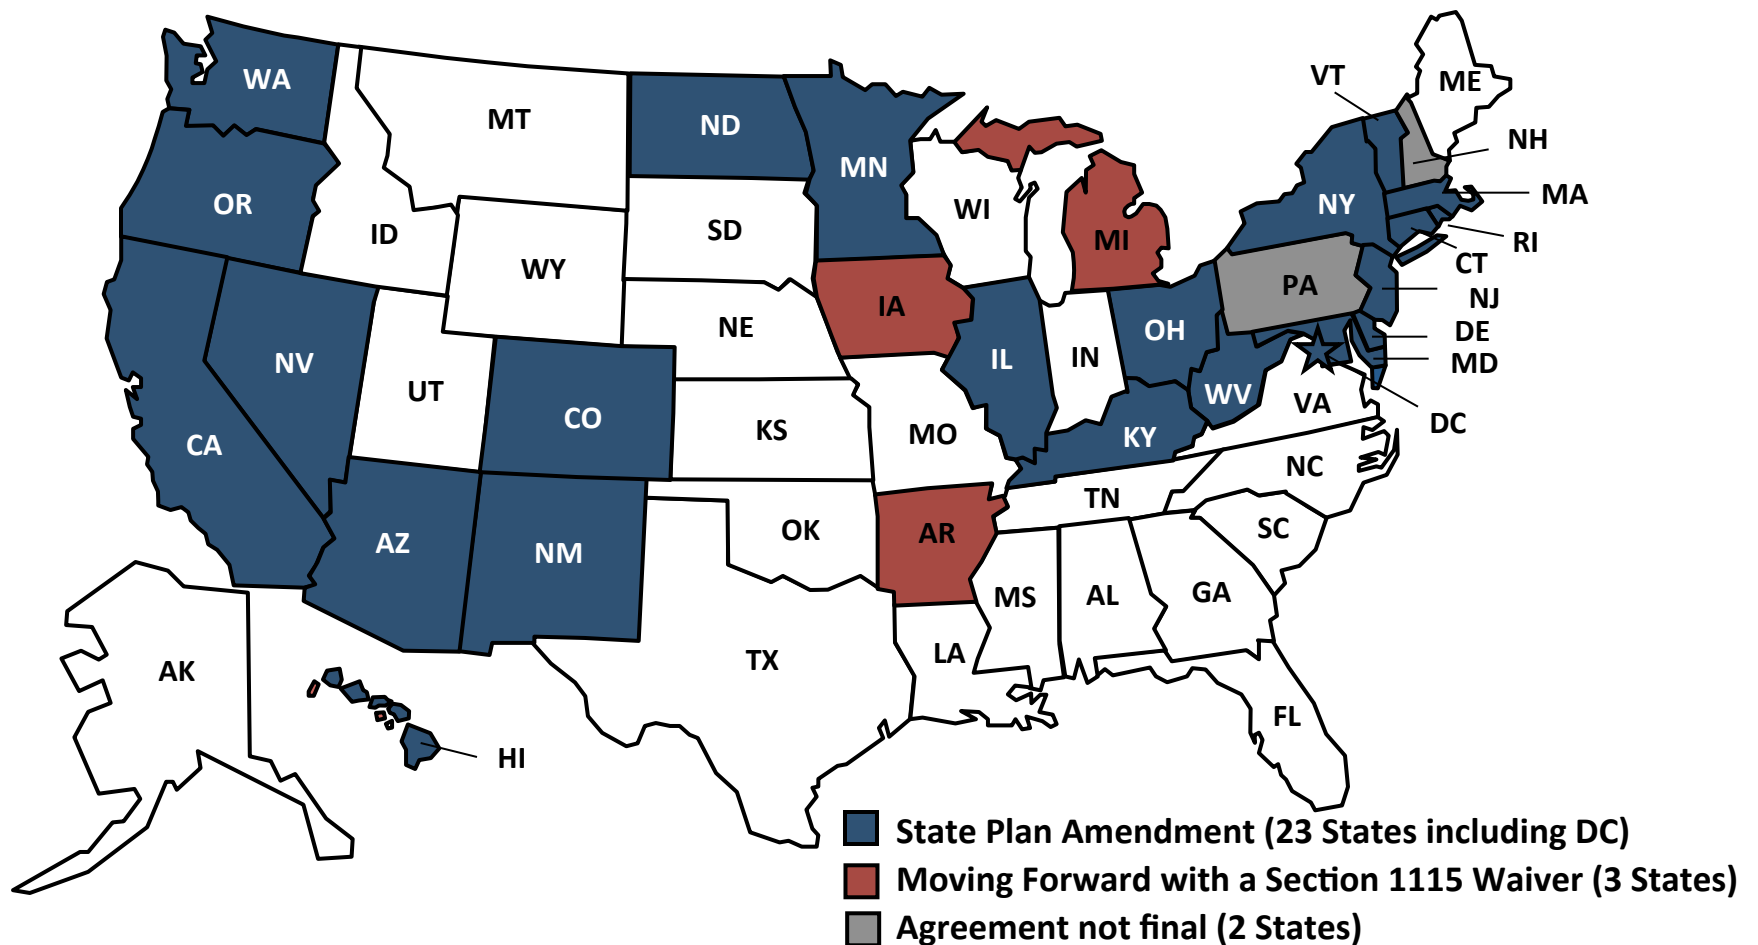 WA
MT
ND
MN
OR
ID
WY
SD
WI
MI
VT
ME
NH
NY
MA
RI
CT
PA
NJ
DE
MD
DC
NE
IA
NV
UT
CO
IL
IN
OH
WV
VA
CA
KS
MO
KY
AZ
NM
OK
AR
TN
NC
SC
MS
AL
GA
TX
LA
FL
AK
HI
State Plan Amendment (23 States including DC)
Moving Forward with a Section 1115 Waiver (3 States)
Agreement not final (2 States)